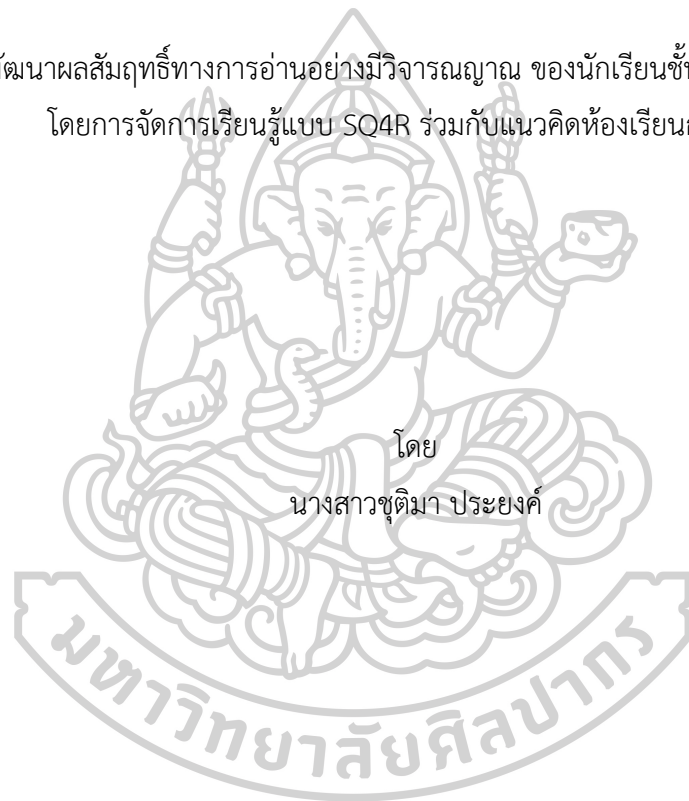 ผลสัมฤทธิ์ทางการอ่านอย่างมีวิจารณญาณ ของนักเรียน
โดยการจัดการเรียนรู้แบบ SQ4R ร่วมกับแนวคิดห้องเรียน
โดย
นางสาวชุติมา ประยงค์
มหาวิทยาลัยศิลปากร